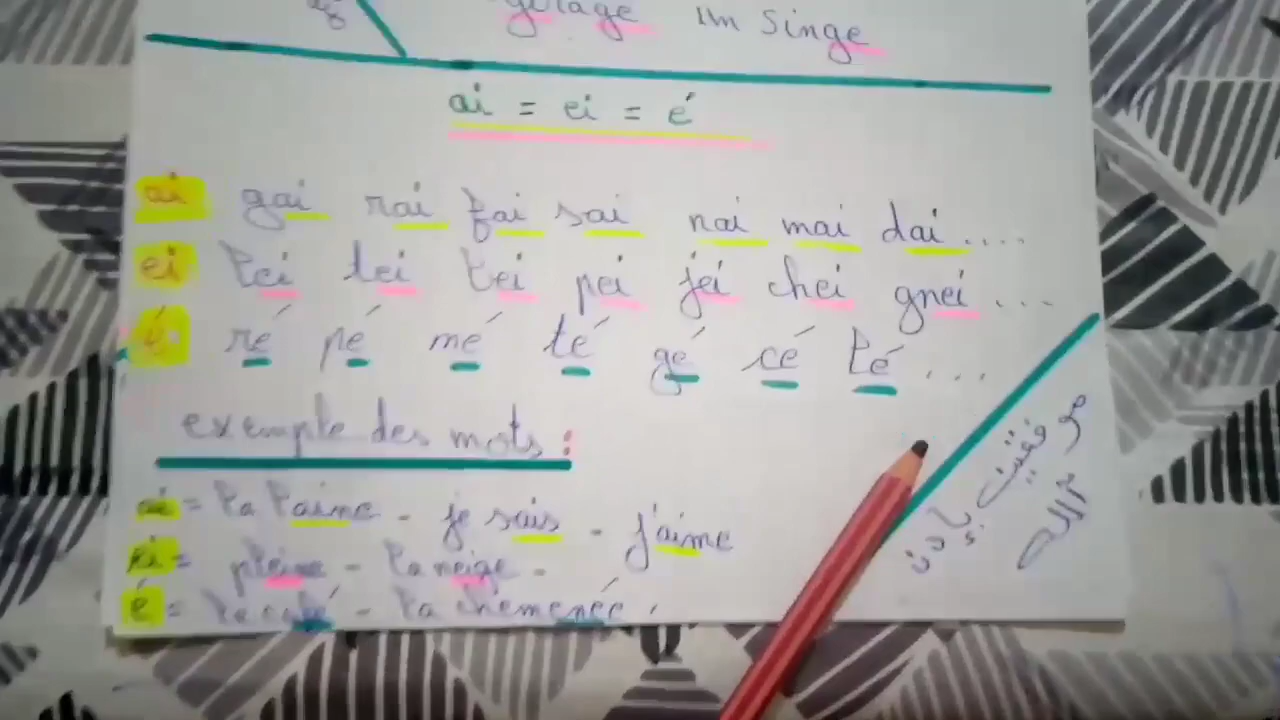 un singe
ai = ei = é
ai gai rai fai sai nai mai dai ....
ei lei tei bei pei jei chei gnei ...
é ré pé mé té gé cé lé ...
exemple des mots :
ai = la laine - je sais - j'aime
ei = pleine - la neige -
é = le - la chemenée .
موفقين بإذن
الله